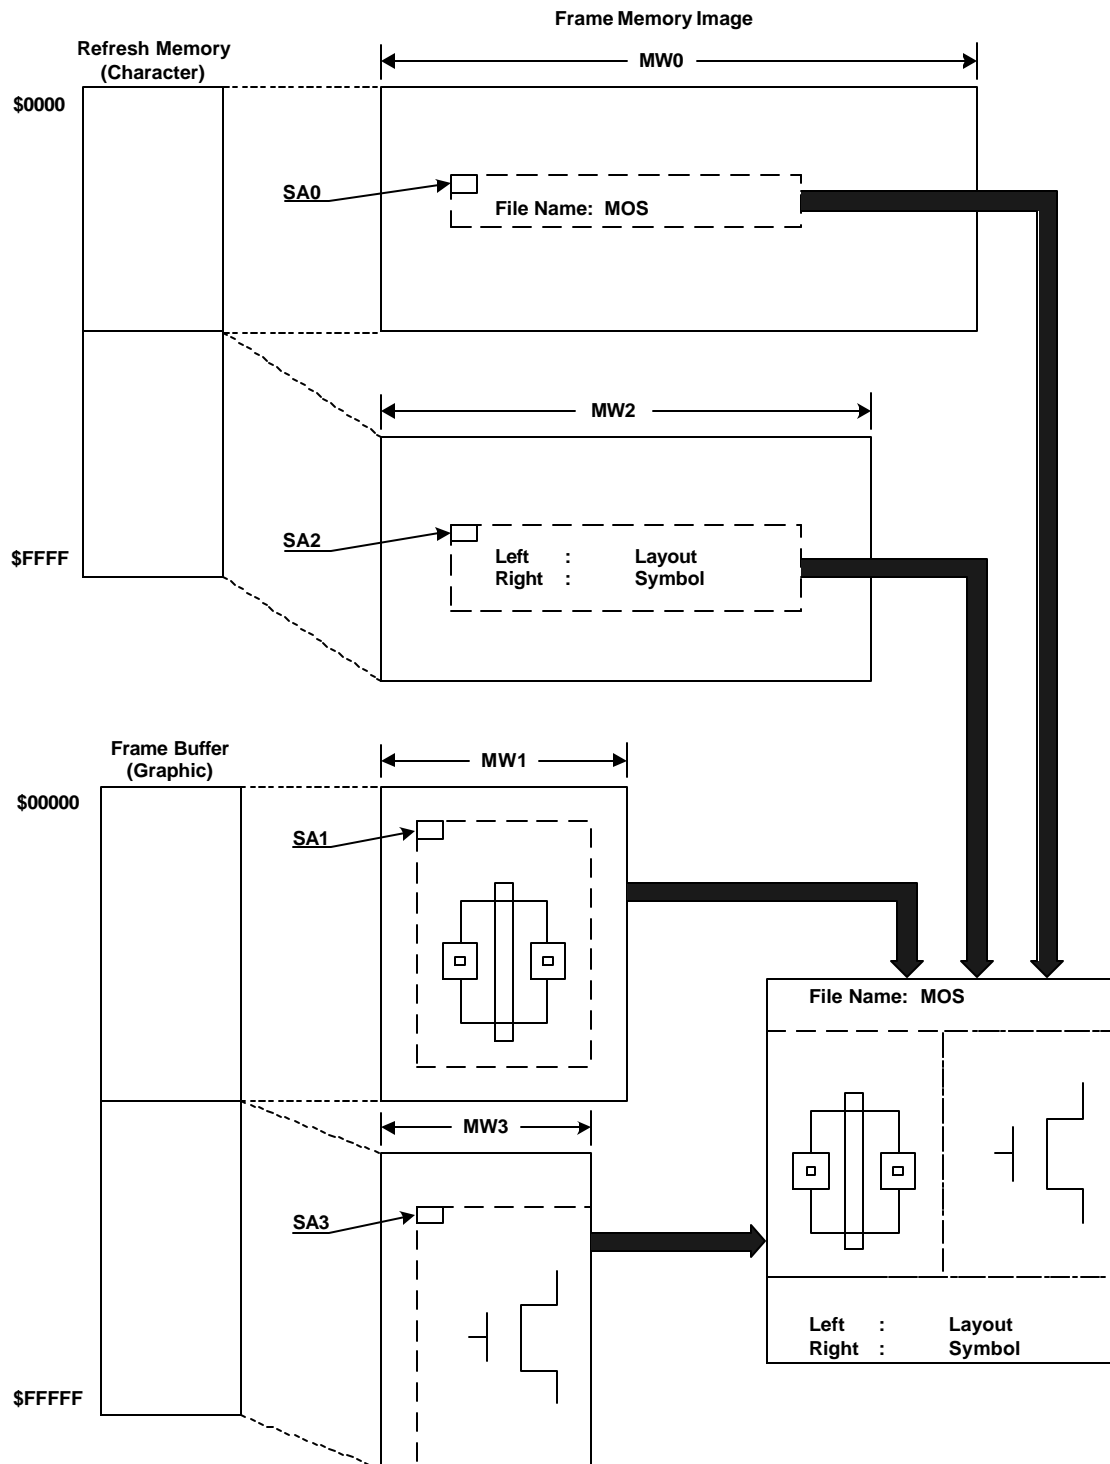 Frame Memory Image
Refresh Memory
(Character)
MW0
$0000
SA0
File Name: MOS
MW2
SA2
$FFFF
Left : Layout
Right : Symbol
Frame Buffer
(Graphic)
MW1
$00000
SA1
File Name: MOS
MW3
SA3
Left : Layout
Right : Symbol
$FFFFF